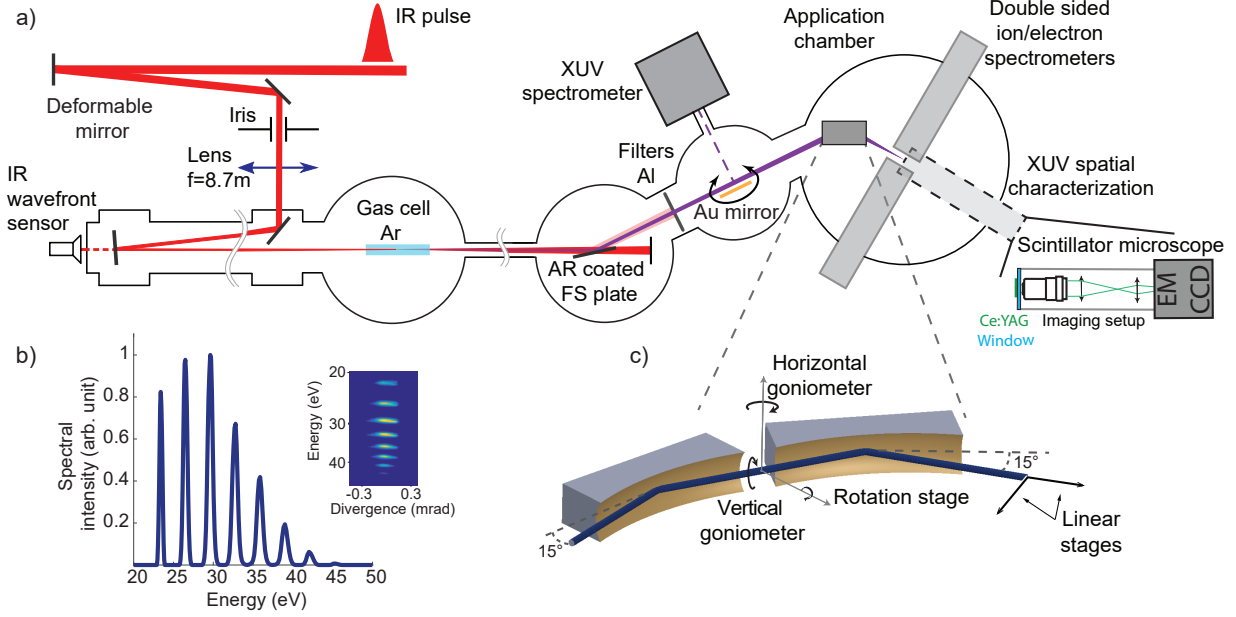 a)
IR pulse
Deformable
mirror
Iris
Lens
f=8.7m
IR
wavefront
sensor
Gas cell
Ar
AR coated
FS plate
Filters
Al
XUV
spectrometer
Au mirror
Application
chamber
Double sided
ion/electron
spectrometers
XUV spatial
characterization
Scintillator microscope
EM
CCD
Ce:YAG
Window
Imaging setup
b)
Spectral
intensity (arb. unit)
1
0.8
0.6
0.4
0.2
20 25 30 35 40 45 50
Energy (eV)
Energy (eV)
20
30
40
-0.3 0.3
Divergence (mrad)
c)
Horizontal
goniometer
15°
Rotation stage
Vertical
goniometer
15°
Linear
stages